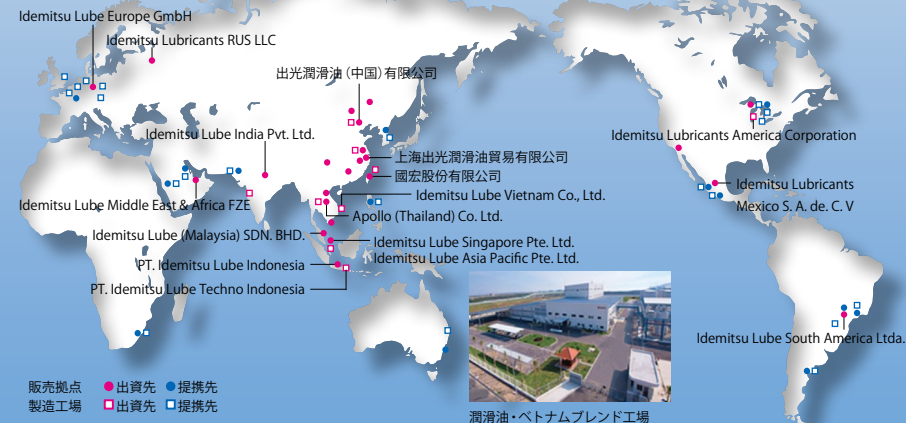 Idemitsu Lube Europe GmbH
Idemitsu Lubricants RUS LLC
出光潤滑油（中国）有限公司
Idemitsu Lube India Pvt. Ltd.
Idemitsu Lubricants America Corporation
上海出光潤滑油貿易有限公司
國宏股份有限公司
Idemitsu Lube Vietnam Co., Ltd.
Idemitsu Lubricants
Mexico S. A. de. C. V
Idemitsu Lube Middle East & Africa FZE
Apollo (Thailand) Co. Ltd.
Idemitsu Lube (Malaysia) SDN. BHD.
Idemitsu Lube Singapore Pte. Ltd.
Idemitsu Lube Asia Pacific Pte. Ltd.
PT. Idemitsu Lube Indonesia
PT. Idemitsu Lube Techno Indonesia
Idemitsu Lube South America Ltda.
販売拠点 ●出資先 ●提携先
製造工場 □出資先 □提携先
潤滑油・ベトナムブレンド工場